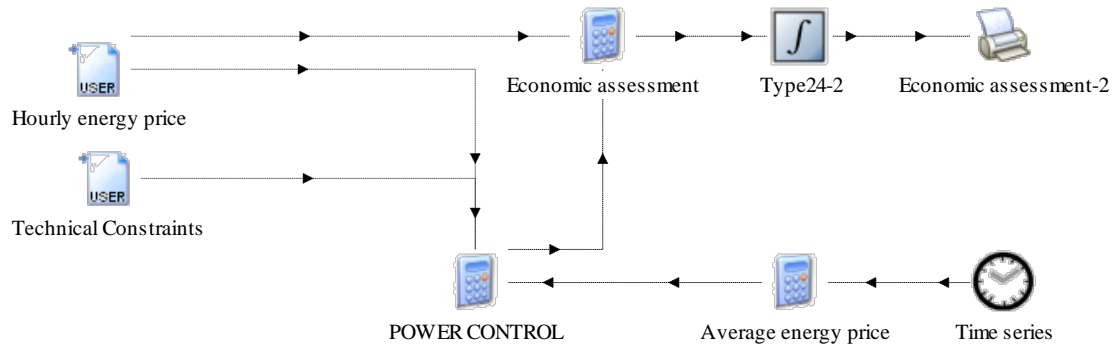 Economic assessment
Type24-2
Economic assessment-2
USER
Hourly energy price
USER
Technical Constraints
POWER CONTROL
Average energy price
Time series